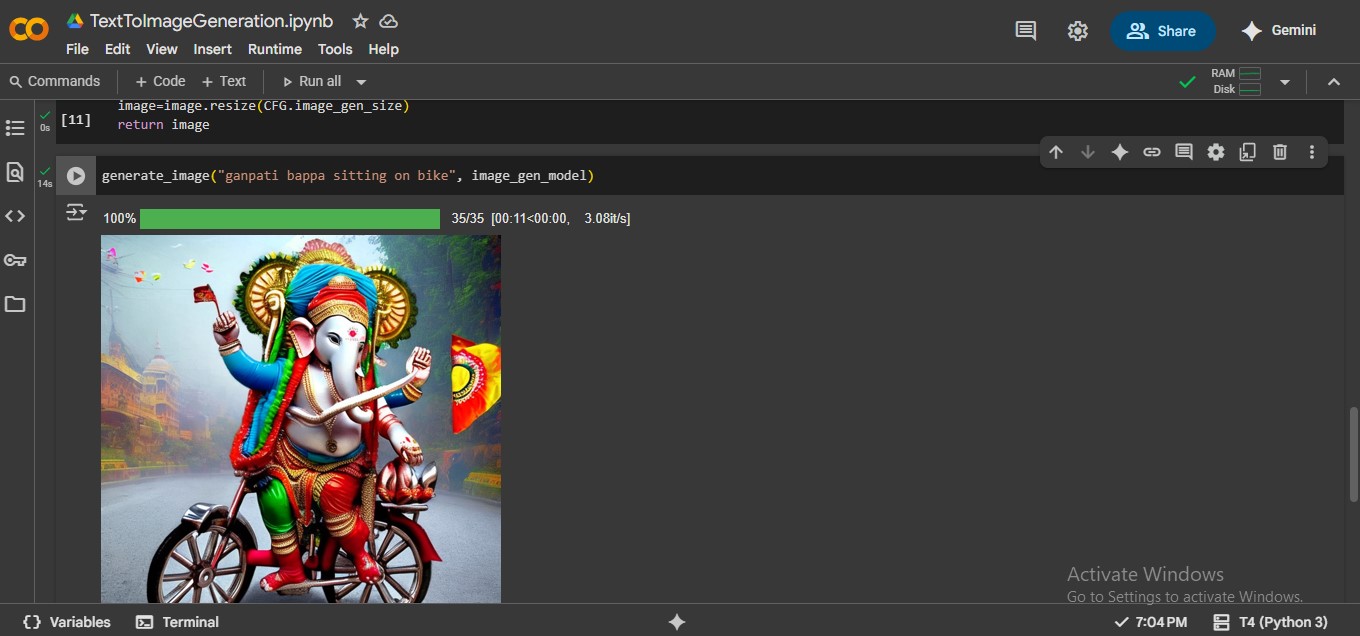 TextToImageGeneration.ipynb
File Edit View Insert Runtime Tools Help
Share
Gemini
Commands + Code + Text Run all
RAM
Disk
image=image.resize(CFG.image_gen_size)
[11] return image
0s
14s
generate_image("ganpati bappa sitting on bike", image_gen_model)
100% 35/35 [00:11<00:00, 3.08it/s]
Activate Windows
Go to Settings to activate Windows.
{} Variables Terminal 7:04 PM T4 (Python 3)